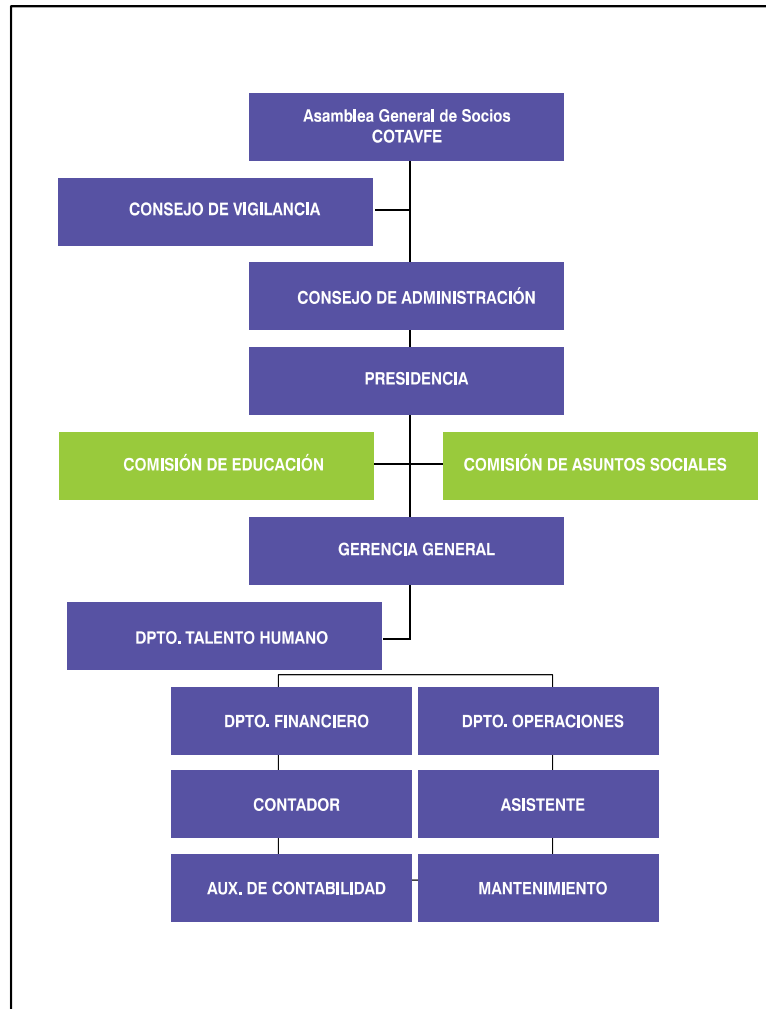 Asamblea General de Socios
COTAVFE
CONSEJO DE VIGILANCIA
CONSEJO DE ADMINISTRACIÓN
PRESIDENCIA
COMISIÓN DE EDUCACIÓN
COMISIÓN DE ASUNTOS SOCIALES
GERENCIA GENERAL
DPTO. TALENTO HUMANO
DPTO. FINANCIERO
DPTO. OPERACIONES
CONTADOR
ASISTENTE
AUX. DE CONTABILIDAD
MANTENIMIENTO